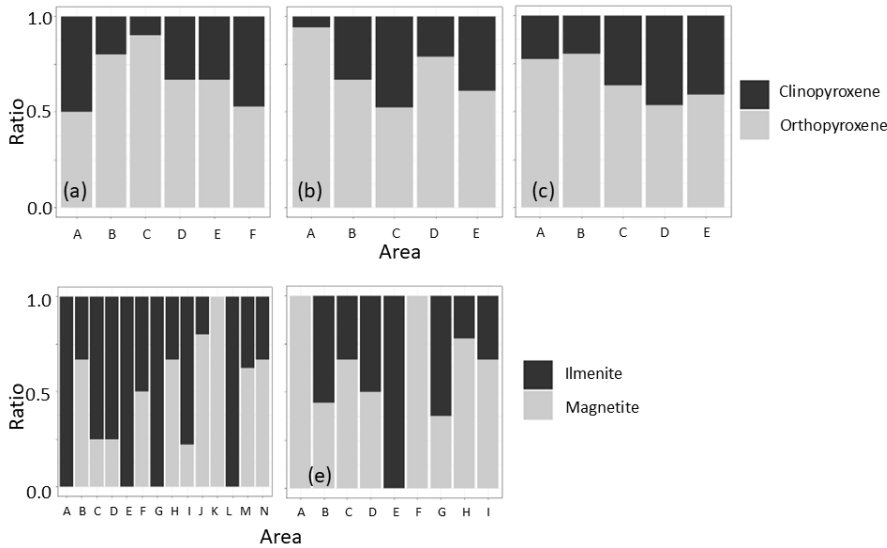 1.0
0.5
0.0
Ratio
(a)
A B C D E F
(b)
A B C D E
(c)
A B C D E
Area
Clinopyroxene
Orthopyroxene
1.0
0.5
0.0
Ratio
A B C D E F G H I J K L M N
(e)
A B C D E F G H I
Area
Ilmenite
Magnetite